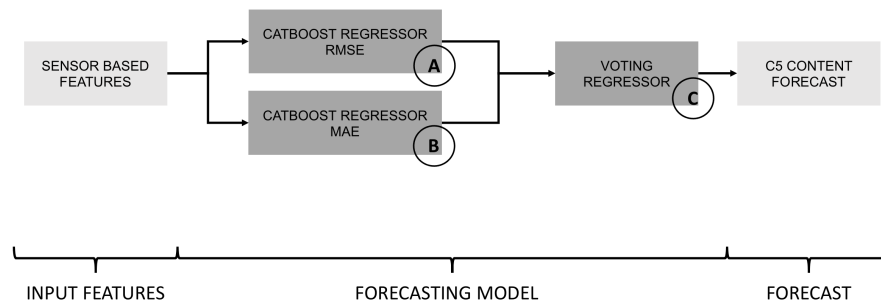 SENSOR BASED
FEATURES
CATBOOST REGRESSOR
RMSE
A
CATBOOST REGRESSOR
MAE
B
VOTING
REGRESSOR
C
C5 CONTENT
FORECAST
INPUT FEATURES
FORECASTING MODEL
FORECAST